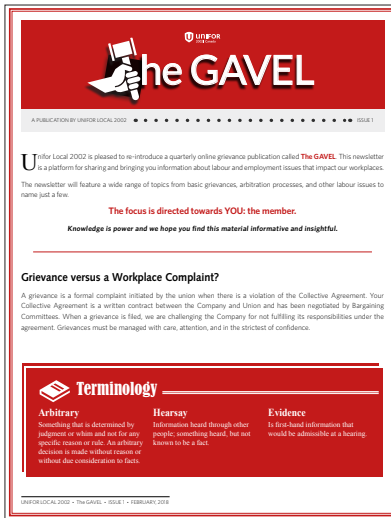 UNIFOR
LOCAL 2002
The GAVEL
A PUBLICATION BY UNIFOR LOCAL 2002
ISSUE 1
Unifor Local 2002 is pleased to re-introduce a quarterly online grievance publication called The GAVEL. This newsletter
is a platform for sharing and bringing you information about labour and employment issues that impact our workplaces.
The newsletter will feature a wide range of topics from basic grievances, arbitration processes, and other labour issues to
name just a few.
The focus is directed towards YOU: the member.
Knowledge is power and we hope you find this material informative and insightful.
Grievance versus a Workplace Complaint?
A grievance is a formal complaint initiated by the union when there is a violation of the Collective Agreement. Your
Collective Agreement is a written contract between the Company and Union and has been negotiated by Bargaining
Committees. When a grievance is filed, we are challenging the Company for not fulfilling its responsibilities under the
agreement. Grievances must be managed with care, attention, and in the strictest of confidence.
Terminology
Arbitrary
Something that is determined by
judgment or whim and not for any
specific reason or rule. An arbitrary
decision is made without reason or
without due consideration to facts.
Hearsay
Information heard through other
people; something heard, but not
known to be a fact.
Evidence
Is first-hand information that
would be admissible at a hearing.
UNIFOR LOCAL 2002 • The GAVEL • ISSUE 1 • FEBRUARY, 2018